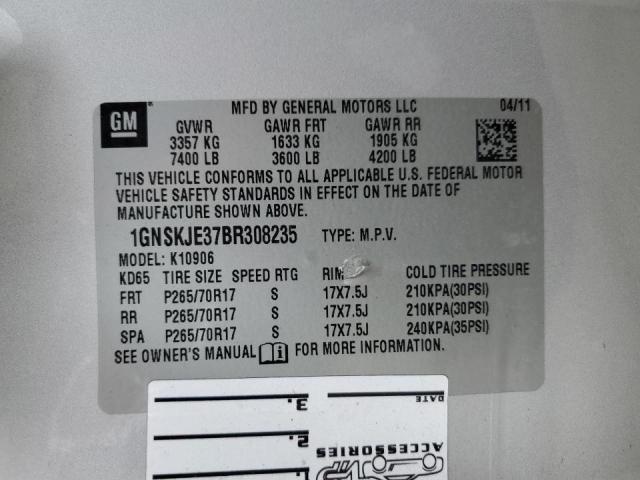 GM
MFD BY GENERAL MOTORS LLC 04/11
GVWR GAWR FRT GAWR RR
3357 KG 1633 KG 1905 KG
7400 LB 3600 LB 4200 LB
THIS VEHICLE CONFORMS TO ALL APPLICABLE U.S. FEDERAL MOTOR
VEHICLE SAFETY STANDARDS IN EFFECT ON THE DATE OF
MANUFACTURE SHOWN ABOVE.
1GNSKJE37BR308235 TYPE: M.P.V.
MODEL: K10906
KD65 TIRE SIZE SPEED RTG RIM COLD TIRE PRESSURE
FRT P265/70R17 S 17X7.5J 210KPA(30PSI)
RR P265/70R17 S 17X7.5J 210KPA(30PSI)
SPA P265/70R17 S 17X7.5J 240KPA(35PSI)
SEE OWNER'S MANUAL FOR MORE INFORMATION.
DATE
3.
2.
1.
ACCESSORIES